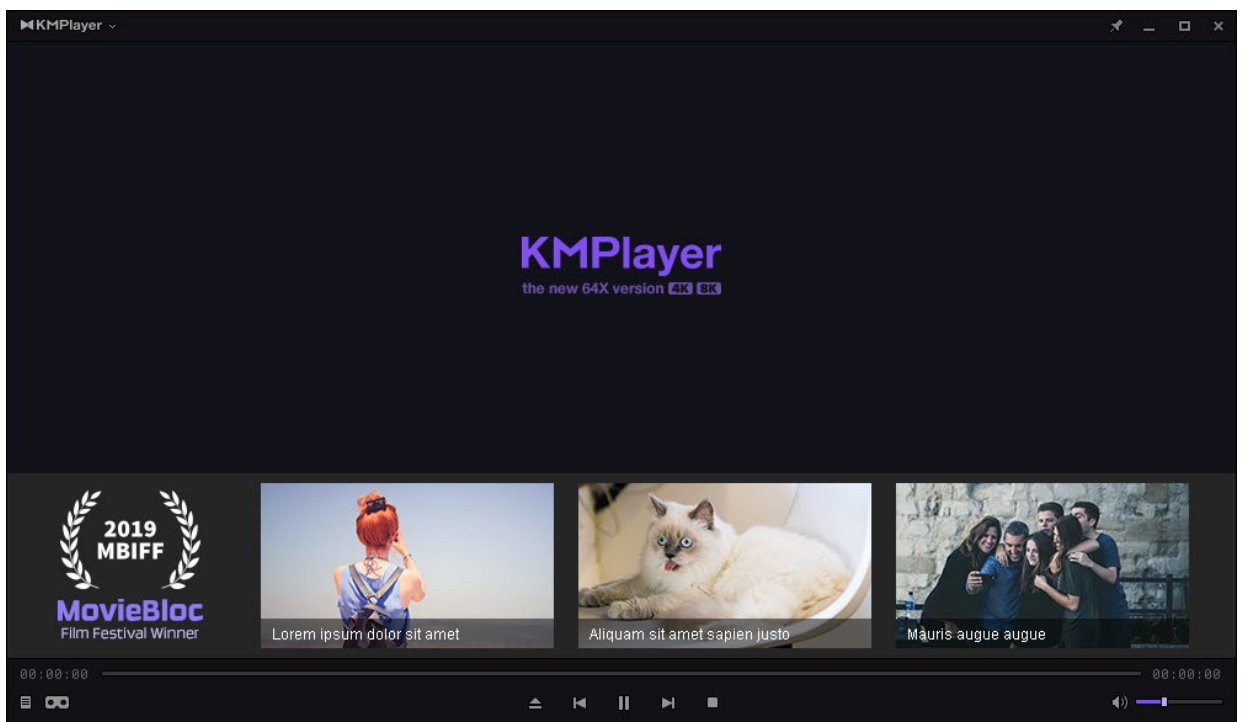 KMPlayer
KMPlayer
the new 64X version 4K 8K
2019
MBIFF
MovieBloc
Film Festival Winner
Lorem ipsum dolor sit amet
Aliquam sit amet sapien justo
Mauris augue augue
00:00:00
00:00:00